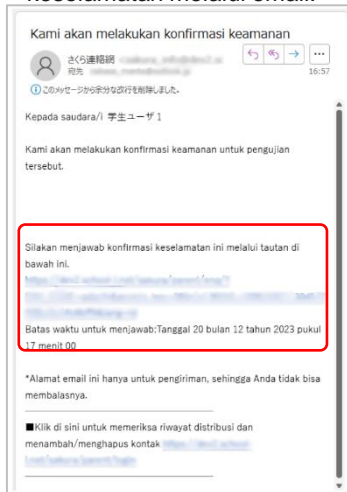 Kami akan melakukan konfirmasi keamanan
さくら連絡網
宛先
16:57
このメッセージから余分な改行を削除しました。
Kepada saudara/i 学生ユーザ1
Kami akan melakukan konfirmasi keamanan untuk pengujian
tersebut.
Silakan menjawab konfirmasi keselamatan ini melalui tautan di
bawah ini.
Batas waktu untuk menjawab:Tanggal 20 bulan 12 tahun 2023 pukul
17 menit 00
*Alamat email ini hanya untuk pengiriman, sehingga Anda tidak bisa
membalasnya.
■Klik di sini untuk memeriksa riwayat distribusi dan
menambah/menghapus kontak